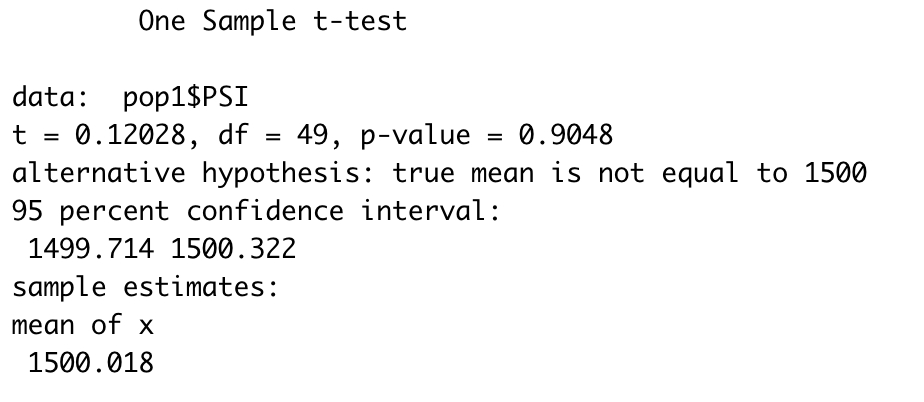 One Sample t-test
data:  pop1$PSI
t = 0.12028, df = 49, p-value = 0.9048
alternative hypothesis: true mean is not equal to 1500
95 percent confidence interval:
1499.714 1500.322
sample estimates:
mean of x
1500.018